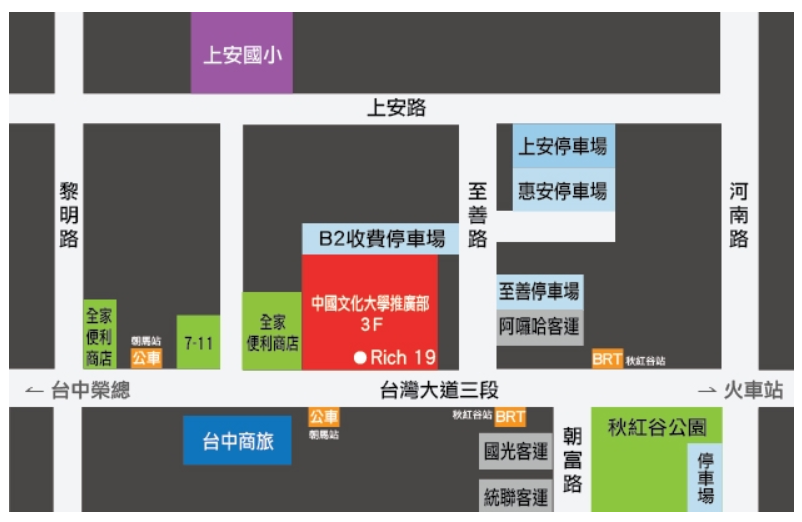 上安國小
上安路
黎明路
至善路
河南路
上安停車場
惠安停車場
B2收費停車場
至善停車場
阿囉哈客運
中國文化大學推廣部
3F
Rich 19
全家
便利
商店
朝馬站
公車
7-11
全家
便利商店
BRT 秋紅谷站
← 台中榮總
台灣大道三段
→ 火車站
台中商旅
公車
朝馬站
秋紅谷站 BRT
國光客運
統聯客運
朝富路
秋紅谷公園
停車場